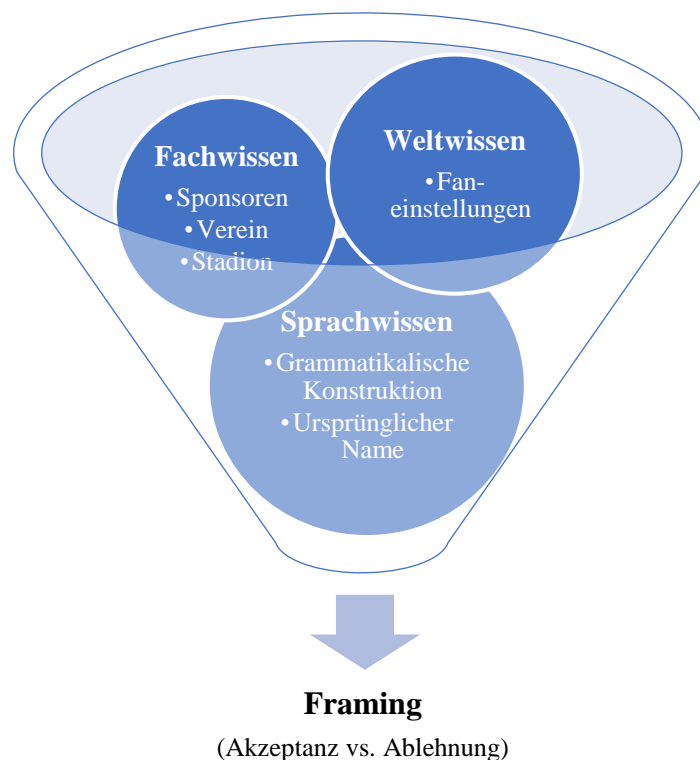 Fachwissen
• Sponsoren
• Verein
• Stadion
Weltwissen
• Fan-
einstellungen
Sprachwissen
• Grammatikalische
Konstruktion
• Ursprünglicher
Name
Framing
(Akzeptanz vs. Ablehnung)